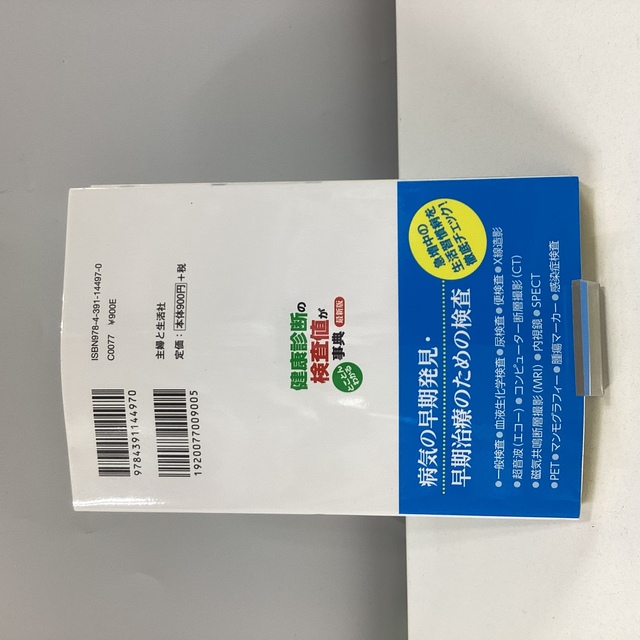 ISBN978-4-391-14497-0
C0077 ¥900E
主婦と生活社
定価：本体900円＋税
9784391144970
1920077009005
健康診断の
検査値が
とことん
わかる
事典
最新版
急増中の
生活習慣病を
徹底チェック!
病気の早期発見・
早期治療のための検査
●一般検査●血液生化学検査●尿検査●便検査●X線造影
●超音波（エコー）●コンピューター断層撮影（CT）
●磁気共鳴断層撮影（MRI）●内視鏡●SPECT
●PET●マンモグラフィー●腫瘍マーカー●感染症検査